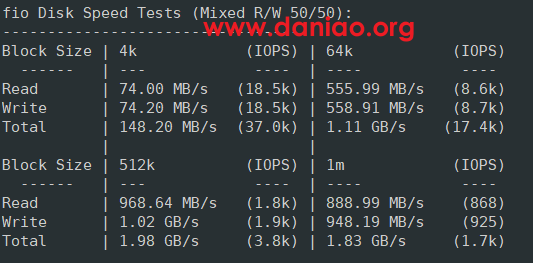 fio Disk Speed Tests (Mixed R/W 50/50):
www.daniao.org
---------------------------------
Block Size | 4k            (IOPS) | 64k           (IOPS)
  ------   | ---            ----  | ----           ----
Read       | 74.00 MB/s   (18.5k) | 555.99 MB/s   (8.6k)
Write      | 74.20 MB/s   (18.5k) | 558.91 MB/s   (8.7k)
Total      | 148.20 MB/s  (37.0k) | 1.11 GB/s    (17.4k)
           |                      |
Block Size | 512k          (IOPS) | 1m            (IOPS)
  ------   | ---            ----  | ----           ----
Read       | 968.64 MB/s   (1.8k) | 888.99 MB/s    (868)
Write      | 1.02 GB/s     (1.9k) | 948.19 MB/s    (925)
Total      | 1.98 GB/s     (3.8k) | 1.83 GB/s     (1.7k)